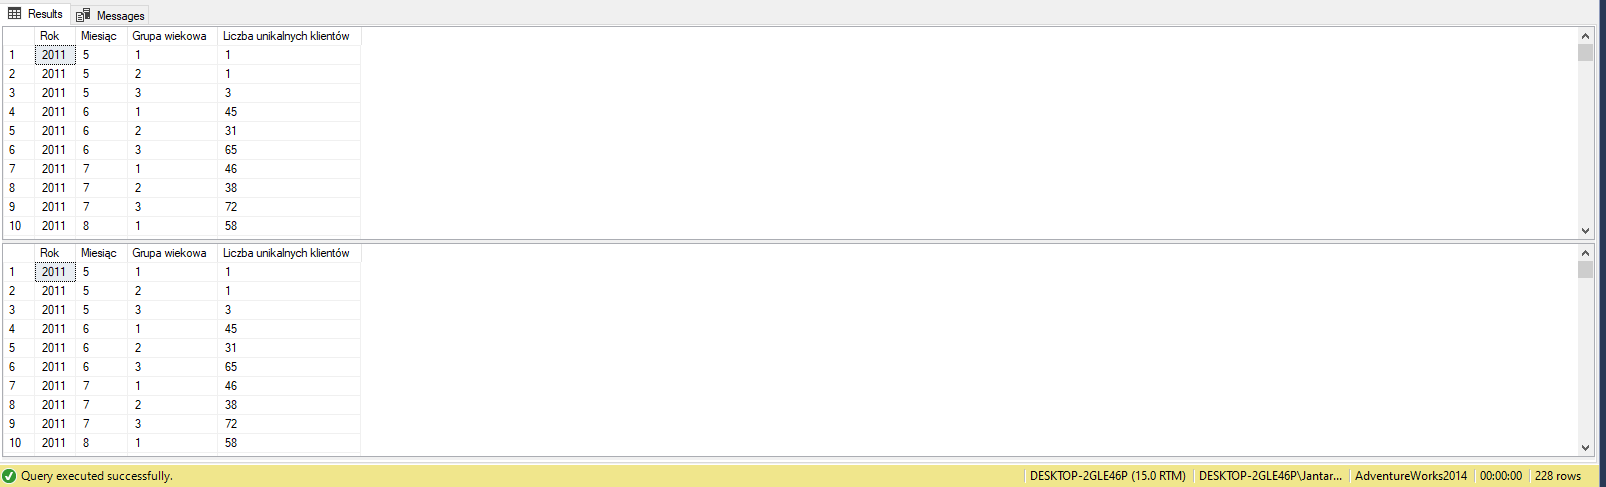 Results Messages
Rok Miesiąc Grupa wiekowa Liczba unikalnych klientów
1 2011 5 1 1
2 2011 5 2 1
3 2011 5 3 3
4 2011 6 1 45
5 2011 6 2 31
6 2011 6 3 65
7 2011 7 1 46
8 2011 7 2 38
9 2011 7 3 72
10 2011 8 1 58
Rok Miesiąc Grupa wiekowa Liczba unikalnych klientów
1 2011 5 1 1
2 2011 5 2 1
3 2011 5 3 3
4 2011 6 1 45
5 2011 6 2 31
6 2011 6 3 65
7 2011 7 1 46
8 2011 7 2 38
9 2011 7 3 72
10 2011 8 1 58
Query executed successfully. DESKTOP-2GLE46P (15.0 RTM) DESKTOP-2GLE46P\Jantar... AdventureWorks2014 00:00:00 228 rows